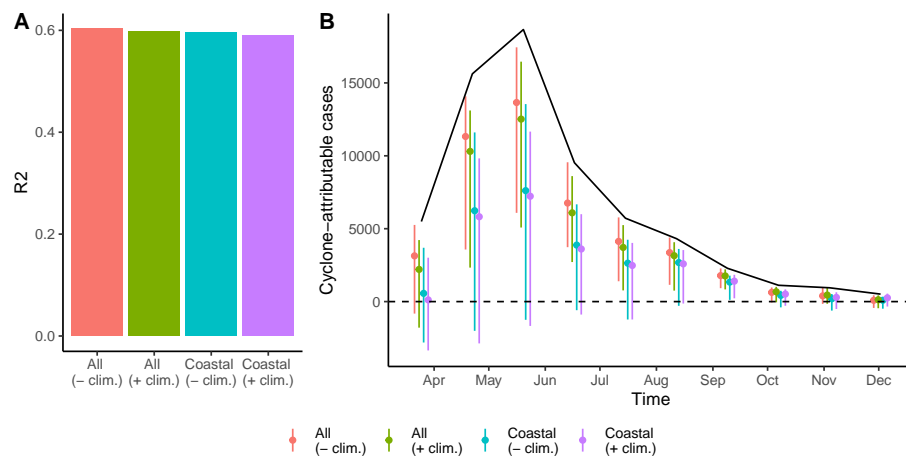 A
R2
0.6
0.4
0.2
0.0
All
(− clim.)
All
(+ clim.)
Coastal
(− clim.)
Coastal
(+ clim.)
B
Cyclone−attributable cases
15000
10000
5000
0
Apr May Jun Jul Aug Sep Oct Nov Dec
Time
All
(− clim.)
All
(+ clim.)
Coastal
(− clim.)
Coastal
(+ clim.)